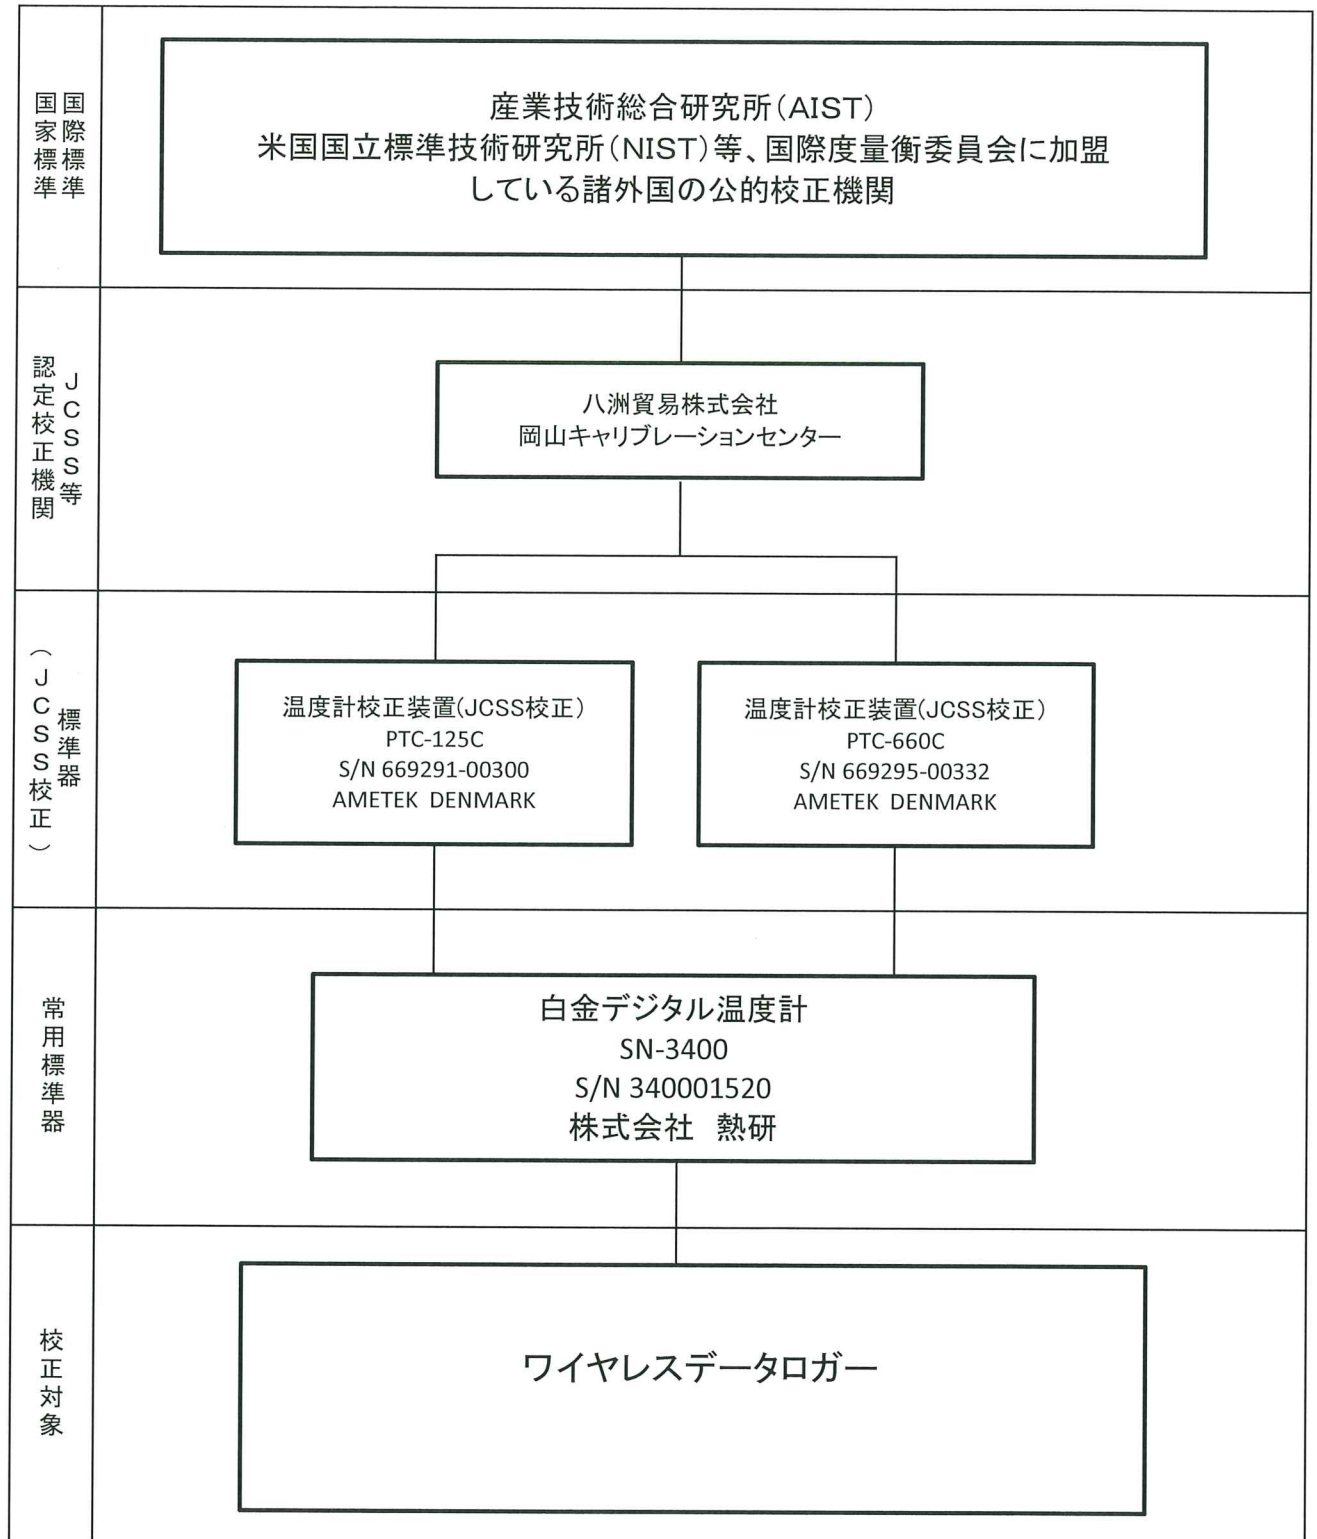 国際標準
国家標準
産業技術総合研究所(AIST)
米国国立標準技術研究所(NIST)等、国際度量衡委員会に加盟
している諸外国の公的校正機関
JCSS等
認定校正機関
八洲貿易株式会社
岡山キャリブレーションセンター
標準器
(JCSS校正)
温度計校正装置(JCSS校正)
PTC-125C
S/N 669291-00300
AMETEK DENMARK
温度計校正装置(JCSS校正)
PTC-660C
S/N 669295-00332
AMETEK DENMARK
常用標準器
白金デジタル温度計
SN-3400
S/N 340001520
株式会社 熱研
校正対象
ワイヤレスデータロガー